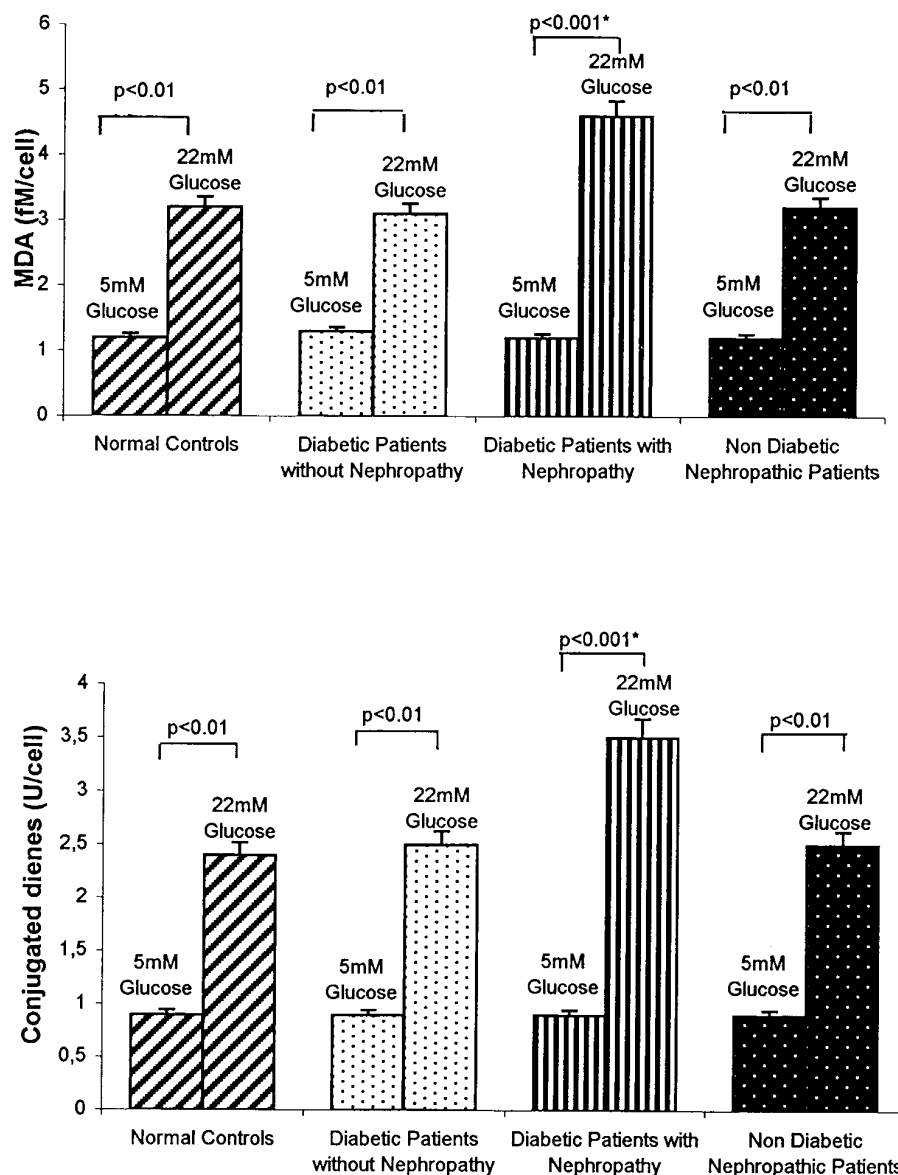 MDA (fM/cell)
6
5
4
3
2
1
0
p<0.01
p<0.01
p<0.001*
p<0.01
22mM
Glucose
22mM
Glucose
22mM
Glucose
22mM
Glucose
5mM
Glucose
5mM
Glucose
5mM
Glucose
5mM
Glucose
Normal Controls
Diabetic Patients
without Nephropathy
Diabetic Patients with
Nephropathy
Non Diabetic
Nephropathic Patients
Conjugated dienes (U/cell)
4
3,5
3
2,5
2
1,5
1
0,5
0
p<0.01
p<0.01
p<0.001*
p<0.01
22mM
Glucose
22mM
Glucose
22mM
Glucose
22mM
Glucose
5mM
Glucose
5mM
Glucose
5mM
Glucose
5mM
Glucose
Normal Controls
Diabetic Patients
without Nephropathy
Diabetic Patients with
Nephropathy
Non Diabetic
Nephropathic Patients